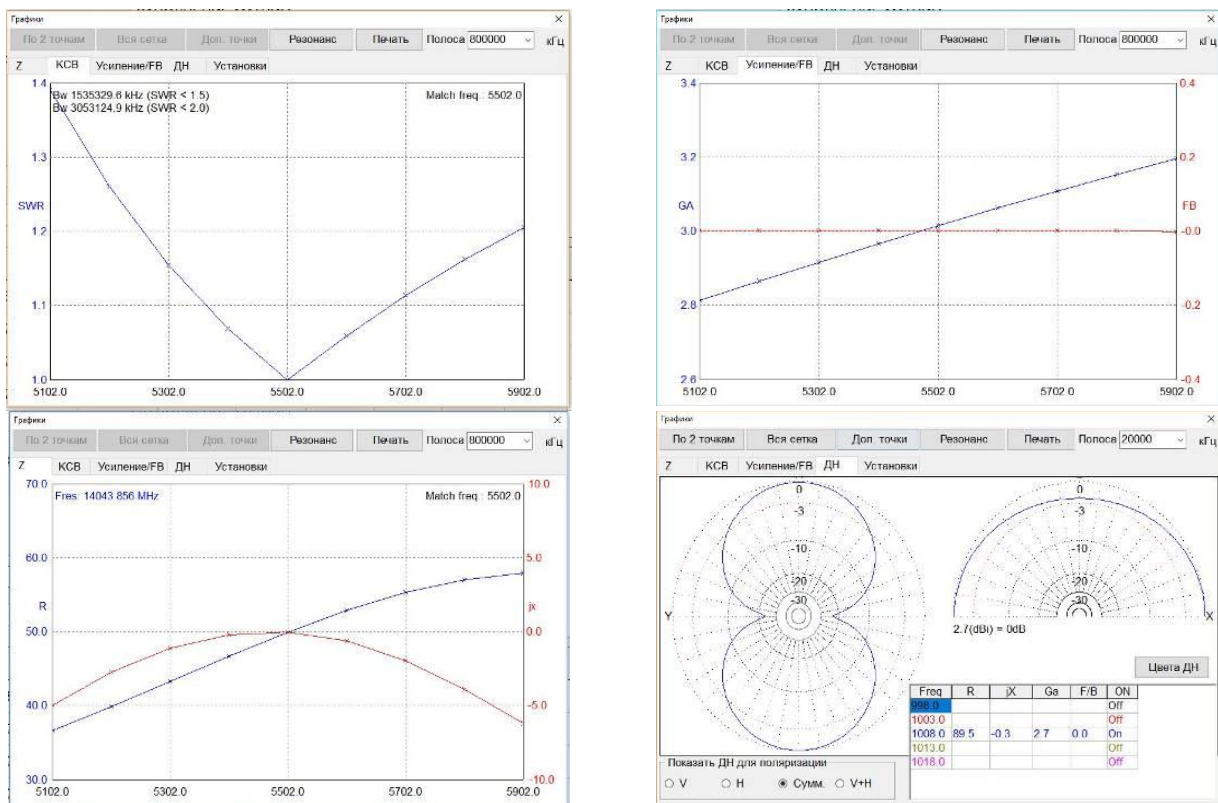 Графики
По 2 точкам Вся сетка Доп. точки Резонанс Печать Полоса 800000 кГц
Z КСВ Усиление/FB ДН Установки
1.4
Bw 1535329.6 kHz (SWR < 1.5) Match freq.: 5502.0
Bw 3053124.9 kHz (SWR < 2.0)
1.3
SWR
1.2
1.1
1.0
5102.0 5302.0 5502.0 5702.0 5902.0
Графики
По 2 точкам Вся сетка Доп. точки Резонанс Печать Полоса 800000 кГц
Z КСВ Усиление/FB ДН Установки
3.4 0.4
3.2 0.2
GA FB
3.0 -0.0
2.8 -0.2
2.6 -0.4
5102.0 5302.0 5502.0 5702.0 5902.0
Графики
По 2 точкам Вся сетка Доп. точки Резонанс Печать Полоса 800000 кГц
Z КСВ Усиление/FB ДН Установки
70.0 10.0
Fres: 14043.856 MHz Match freq.: 5502.0
60.0 5.0
R jx
50.0 0.0
40.0 -5.0
30.0 -10.0
5102.0 5302.0 5502.0 5702.0 5902.0
Графики
По 2 точкам Вся сетка Доп. точки Резонанс Печать Полоса 20000 кГц
Z КСВ Усиление/FB ДН Установки
0 0
-3 -3
-10 -10
-20 -20
-30 -30
Y X
2.7(dBi) = 0dB
Цвета ДН
Freq R jX Ga F/B ON
998.0 Off
1003.0 Off
1008.0 89.5 -0.3 2.7 0.0 On
1013.0 Off
1018.0 Off
Показать ДН для поляризации
V H Сумм. V+H